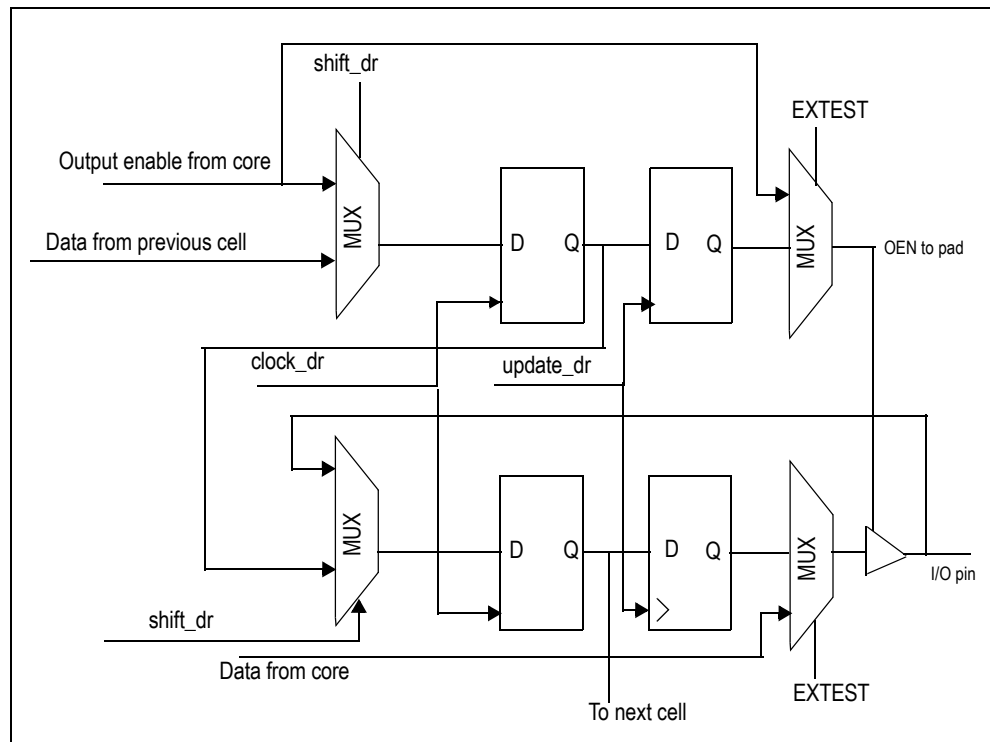 shift_dr
EXTEST
Output enable from core
MUX
D Q
D Q
MUX
Data from previous cell
OEN to pad
clock_dr
update_dr
MUX
D Q
D Q
MUX
I/O pin
shift_dr
Data from core
EXTEST
To next cell